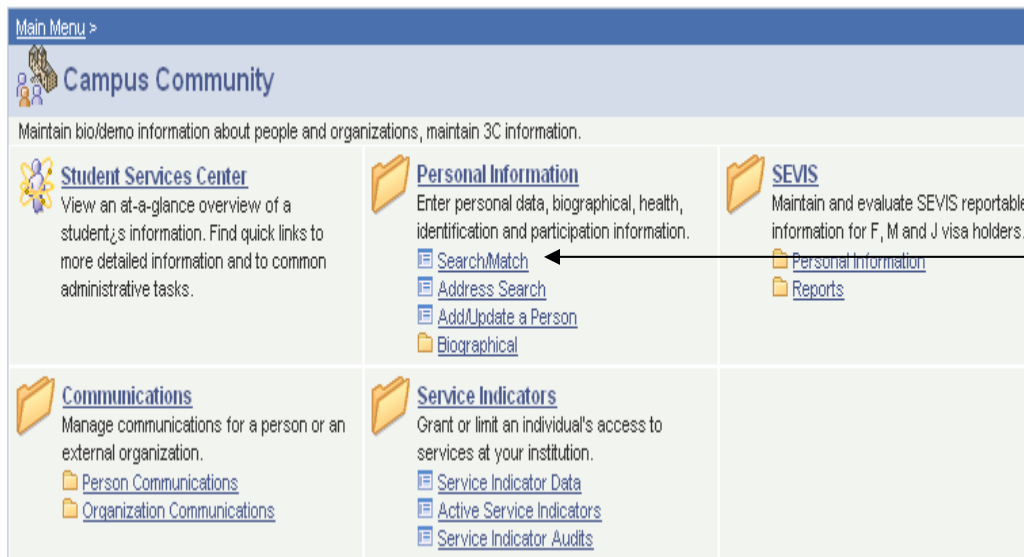 Main Menu >
Campus Community
Maintain bio/demo information about people and organizations, maintain 3C information.
Student Services Center
View an at-a-glance overview of a
student¿s information. Find quick links to
more detailed information and to common
administrative tasks.
Personal Information
Enter personal data, biographical, health,
identification and participation information.
Search/Match
Address Search
Add/Update a Person
Biographical
SEVIS
Maintain and evaluate SEVIS reportable
information for F, M and J visa holders.
Personal Information
Reports
Communications
Manage communications for a person or an
external organization.
Person Communications
Organization Communications
Service Indicators
Grant or limit an individual's access to
services at your institution.
Service Indicator Data
Active Service Indicators
Service Indicator Audits